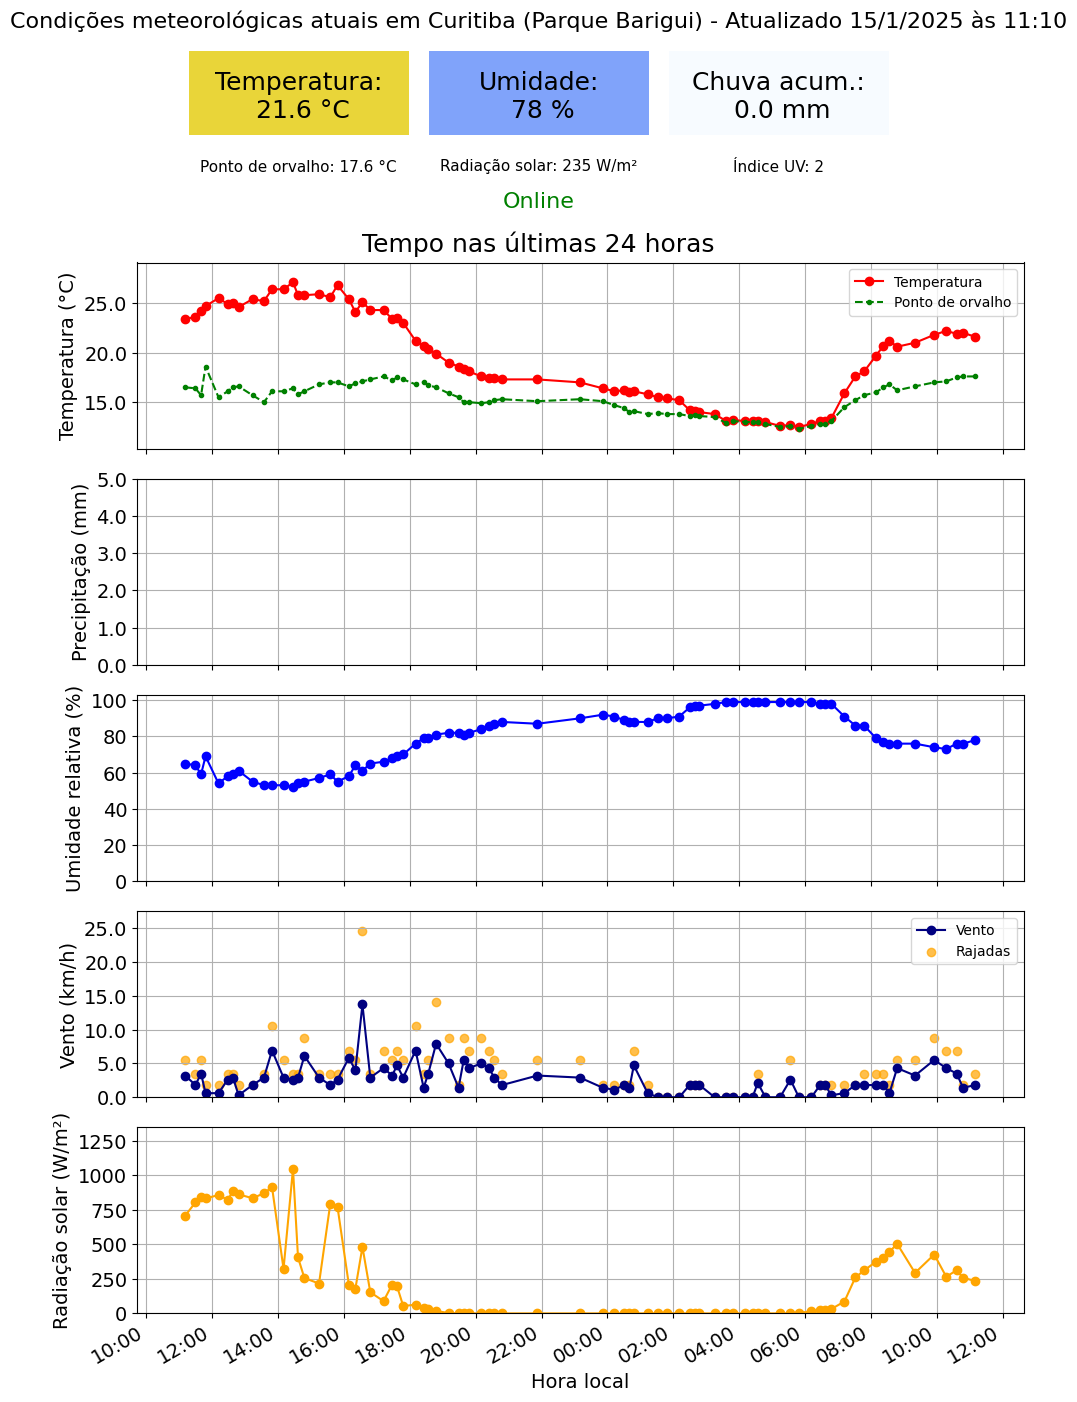 Condições meteorológicas atuais em Curitiba (Parque Barigui) - Atualizado 15/1/2025 às 11:10
Temperatura:
21.6 °C
Umidade:
78 %
Chuva acum.:
0.0 mm
Ponto de orvalho: 17.6 °C
Radiação solar: 235 W/m²
Índice UV: 2
Online
Tempo nas últimas 24 horas
Temperatura (°C)
25.0
20.0
15.0
Temperatura
Ponto de orvalho
Precipitação (mm)
5.0
4.0
3.0
2.0
1.0
0.0
Umidade relativa (%)
100
80
60
40
20
0
Vento (km/h)
25.0
20.0
15.0
10.0
5.0
0.0
Vento
Rajadas
Radiação solar (W/m²)
1250
1000
750
500
250
0
10:00
12:00
14:00
16:00
18:00
20:00
22:00
00:00
02:00
04:00
06:00
08:00
10:00
12:00
Hora local